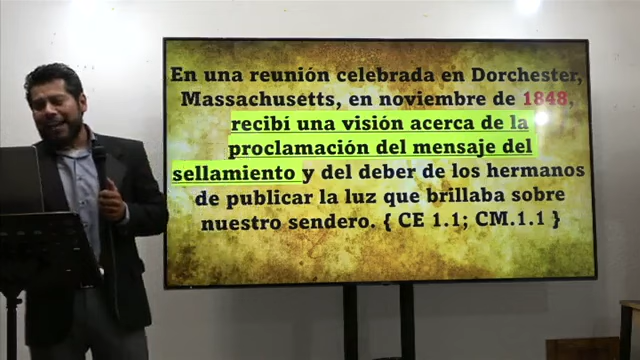 En una reunión celebrada en Dorchester,
Massachusetts, en noviembre de 1848,
recibí una visión acerca de la
proclamación del mensaje del
sellamiento y del deber de los hermanos
de publicar la luz que brillaba sobre
nuestro sendero. { CE 1.1; CM.1.1 }